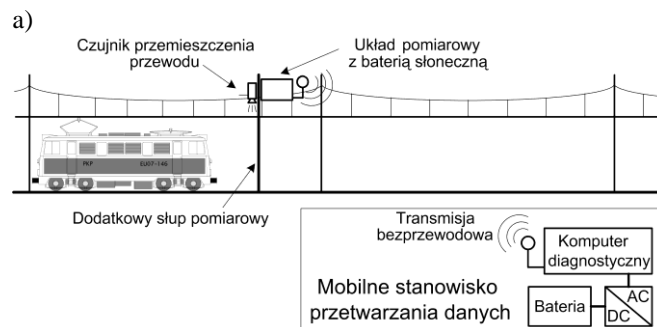 a)
Czujnik przemieszczenia
przewodu
Układ pomiarowy
z baterią słoneczną
PKP
EU07-146
Dodatkowy słup pomiarowy
Transmisja
bezprzewodowa
Komputer
diagnostyczny
Mobilne stanowisko
przetwarzania danych
Bateria
AC
DC